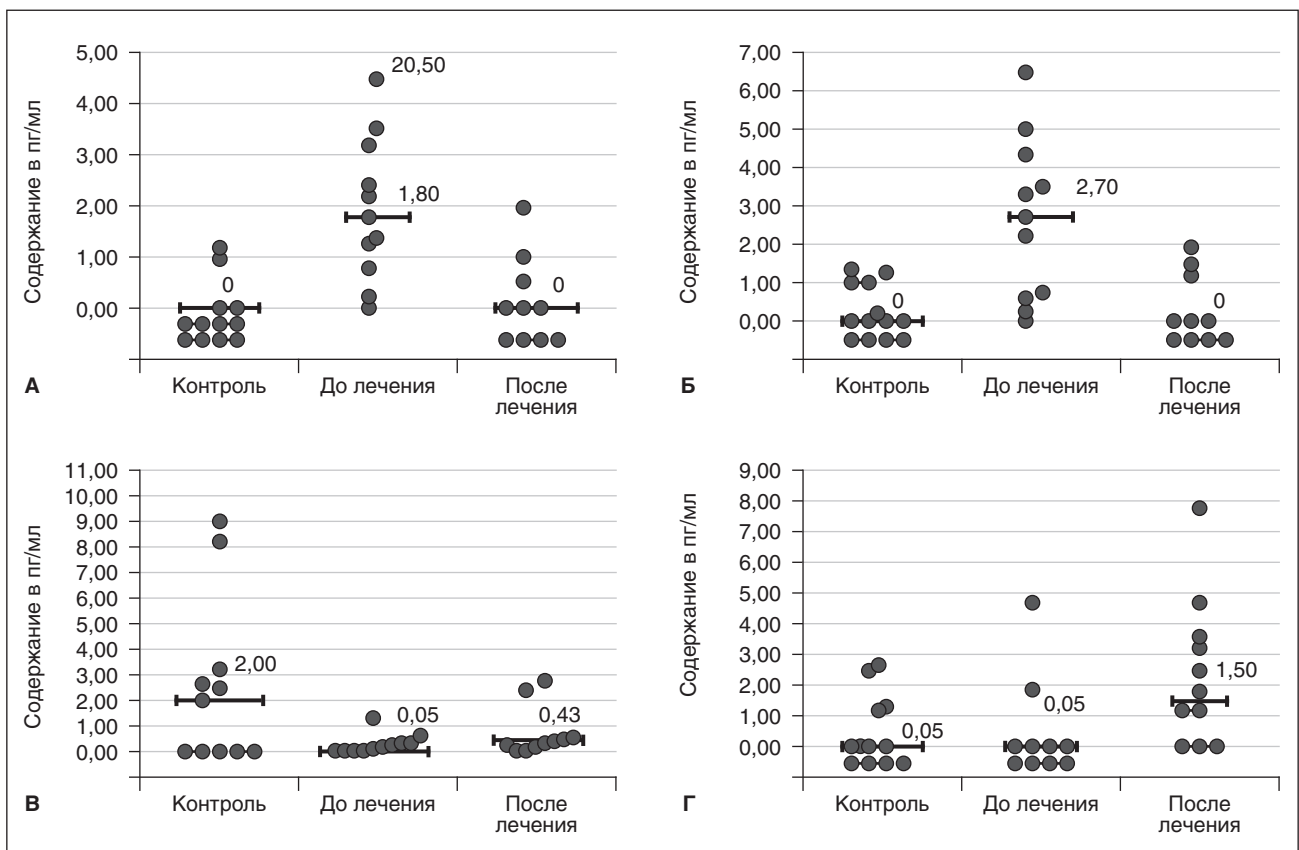 Содержание в пг/мл
5,00
4,00
3,00
2,00
1,00
0,00
20,50
1,80
0
0
А
Контроль
До лечения
После
лечения
Содержание в пг/мл
7,00
6,00
5,00
4,00
3,00
2,00
1,00
0,00
2,70
0
0
Б
Контроль
До лечения
После
лечения
Содержание в пг/мл
11,00
10,00
9,00
8,00
7,00
6,00
5,00
4,00
3,00
2,00
1,00
0,00
2,00
0,05
0,43
В
Контроль
До лечения
После
лечения
Содержание в пг/мл
9,00
8,00
7,00
6,00
5,00
4,00
3,00
2,00
1,00
0,00
0,05
0,05
1,50
Г
Контроль
До лечения
После
лечения